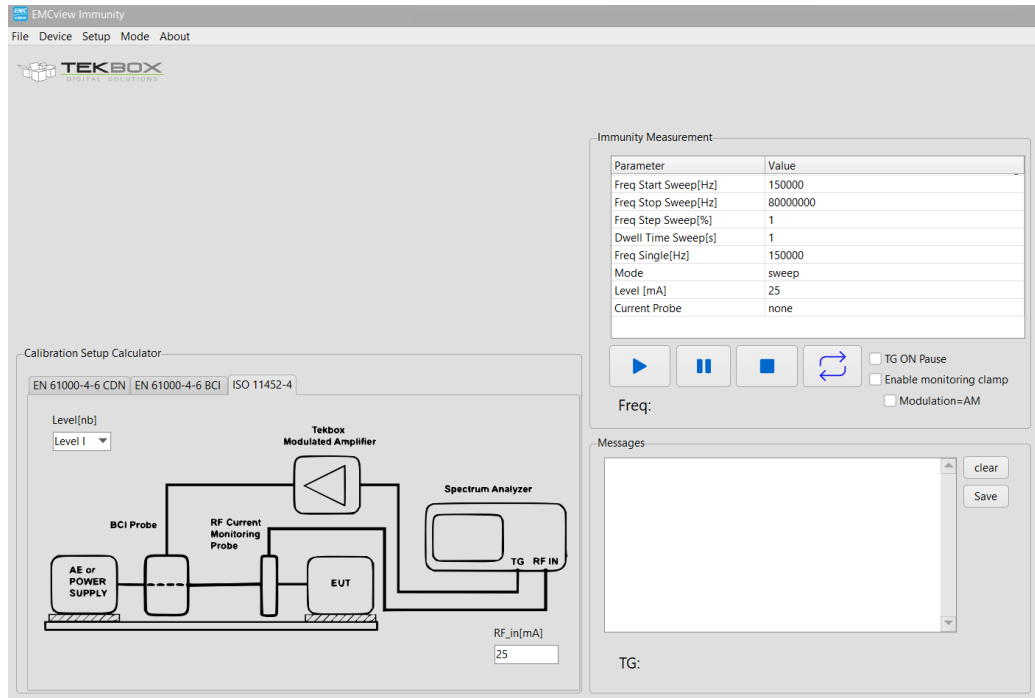 EMC view EMCview Immunity
File Device Setup Mode About
TEKBOX
DIGITAL SOLUTIONS
Immunity Measurement
Parameter Value
Freq Start Sweep[Hz] 150000
Freq Stop Sweep[Hz] 80000000
Freq Step Sweep[%] 1
Dwell Time Sweep[s] 1
Freq Single[Hz] 150000
Mode sweep
Level [mA] 25
Current Probe none
TG ON Pause
Enable monitoring clamp
Modulation=AM
Freq:
Calibration Setup Calculator
EN 61000-4-6 CDN EN 61000-4-6 BCI ISO 11452-4
Level[nb]
Level I
Tekbox
Modulated Amplifier
Spectrum Analyzer
BCI Probe
RF Current
Monitoring
Probe
TG RF IN
AE or
POWER
SUPPLY
EUT
RF_in[mA]
25
Messages
clear
Save
TG: